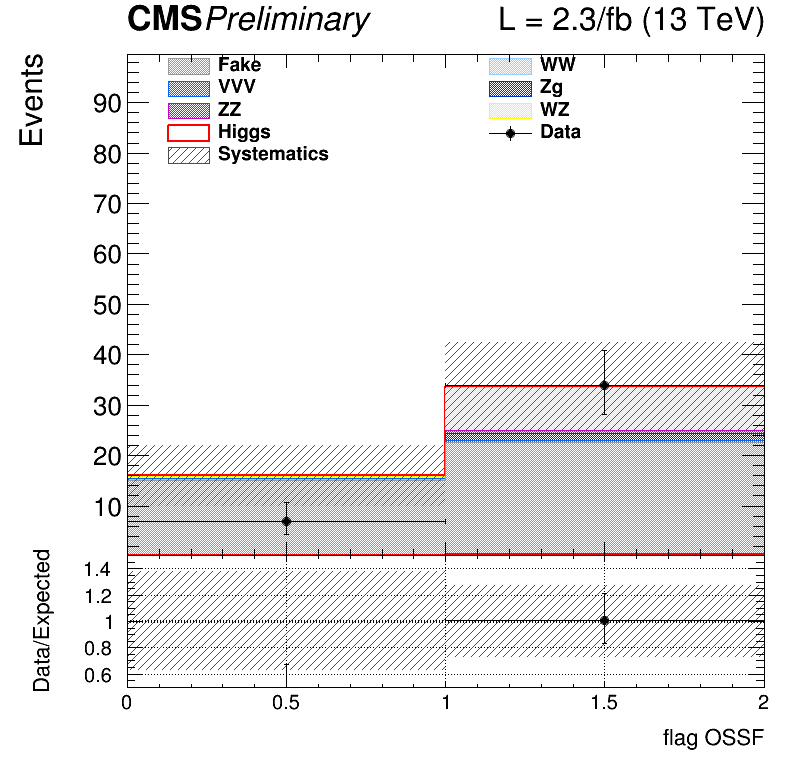 CMS Preliminary L = 2.3/fb (13 TeV)
Events
Fake WW
VVV Zg
ZZ WZ
Higgs Data
Systematics
90
80
70
60
50
40
30
20
10
Data/Expected
1.4
1.2
1
0.8
0.6
0 0.5 1 1.5 2
flag OSSF